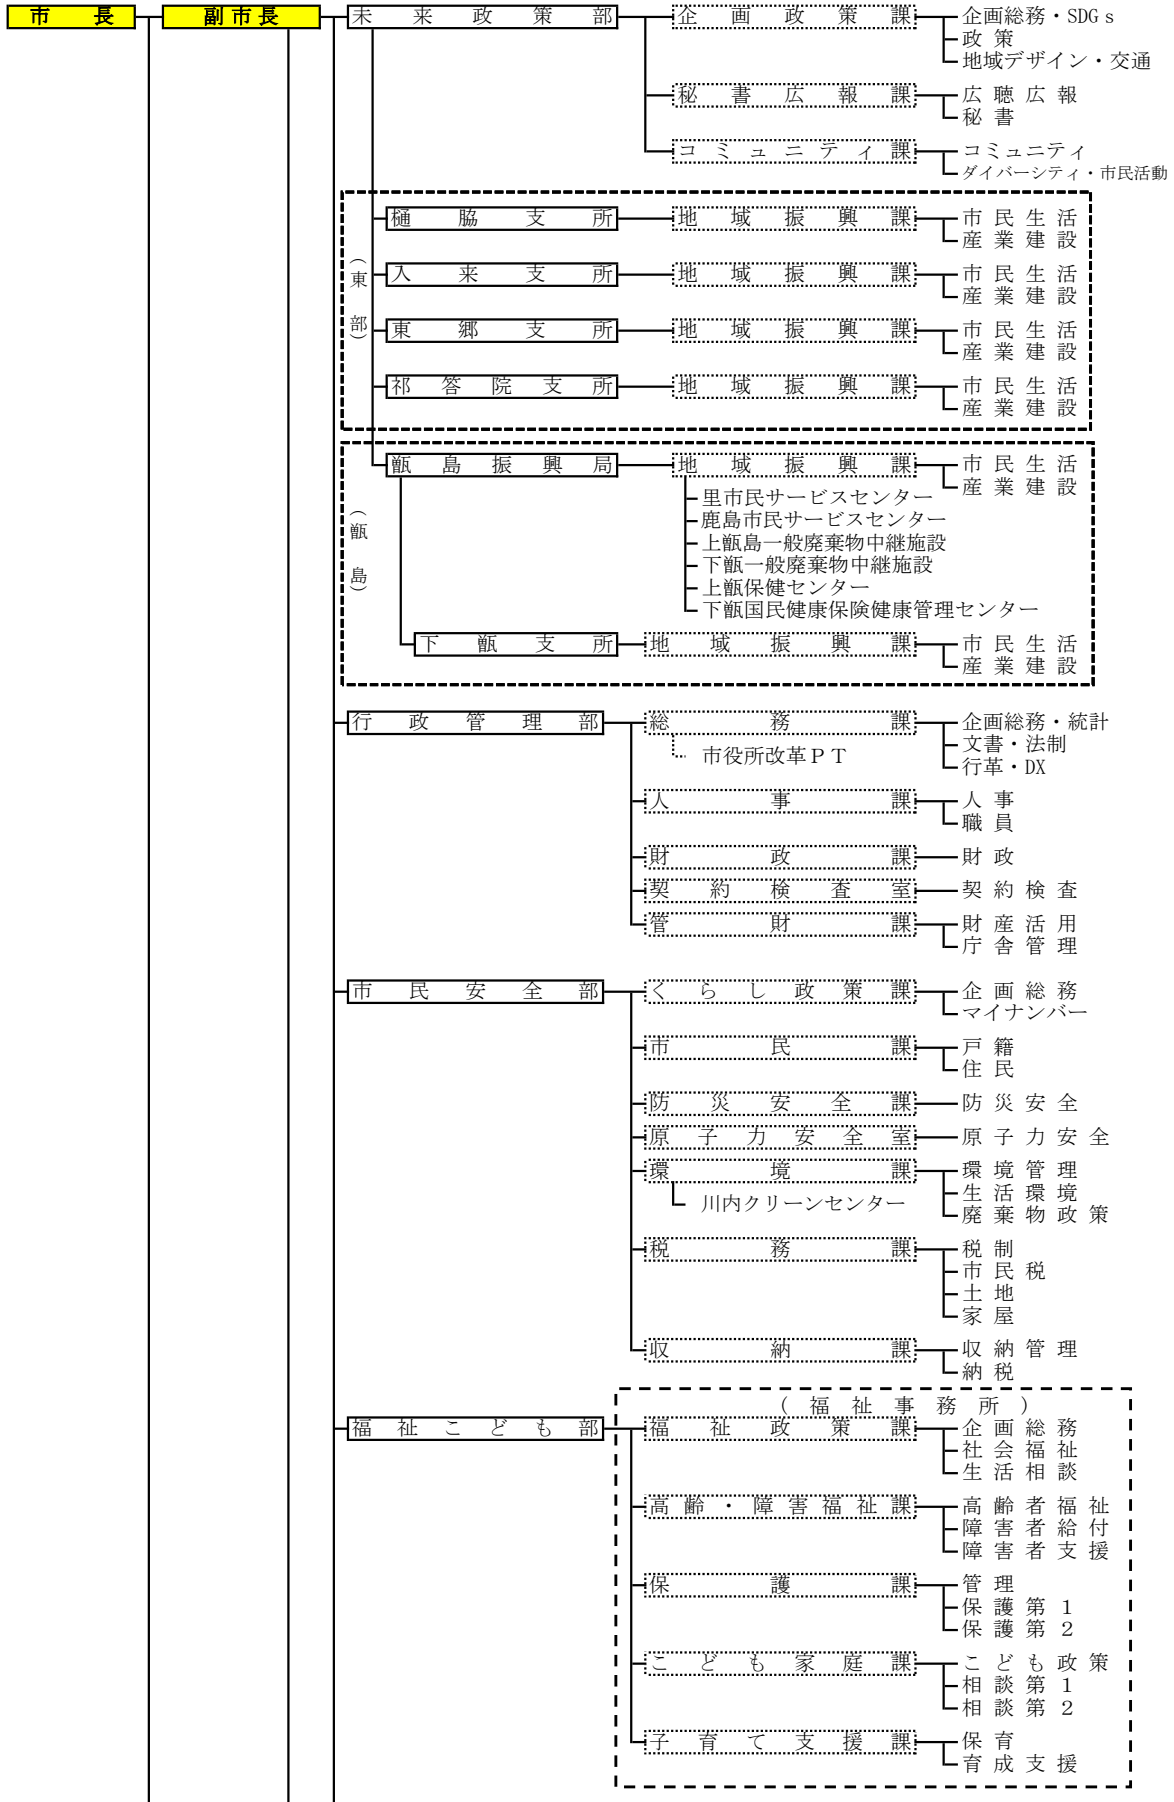 市長 副市長 未来政策部 企画政策課 企画総務・SDGs
政策
地域デザイン・交通
秘書広報課 広聴広報
秘書
コミュニティ課 コミュニティ
ダイバーシティ・市民活動
（東部）
樋脇支所 地域振興課 市民生活
産業建設
入来支所 地域振興課 市民生活
産業建設
東郷支所 地域振興課 市民生活
産業建設
祁答院支所 地域振興課 市民生活
産業建設
（甑島）
甑島振興局 地域振興課 市民生活
産業建設
里市民サービスセンター
鹿島市民サービスセンター
上甑島一般廃棄物中継施設
下甑一般廃棄物中継施設
上甑保健センター
下甑国民健康保険健康管理センター
下甑支所 地域振興課 市民生活
産業建設
行政管理部 総務課 企画総務・統計
文書・法制
市役所改革ＰＴ
行革・DX
人事課 人事
職員
財政課 財政
契約検査室 契約検査
管財課 財産活用
庁舎管理
市民安全部 くらし政策課 企画総務
マイナンバー
市民課 戸籍
住民
防災安全課 防災安全
原子力安全室 原子力安全
環境課 環境管理
生活環境
川内クリーンセンター
廃棄物政策
税務課 税制
市民税
土地
家屋
収納課 収納管理
納税
（福祉事務所）
福祉こども部 福祉政策課 企画総務
社会福祉
生活相談
高齢・障害福祉課 高齢者福祉
障害者給付
障害者支援
保護課 管理
保護第１
保護第２
こども家庭課 こども政策
相談第１
相談第２
子育て支援課 保育
育成支援